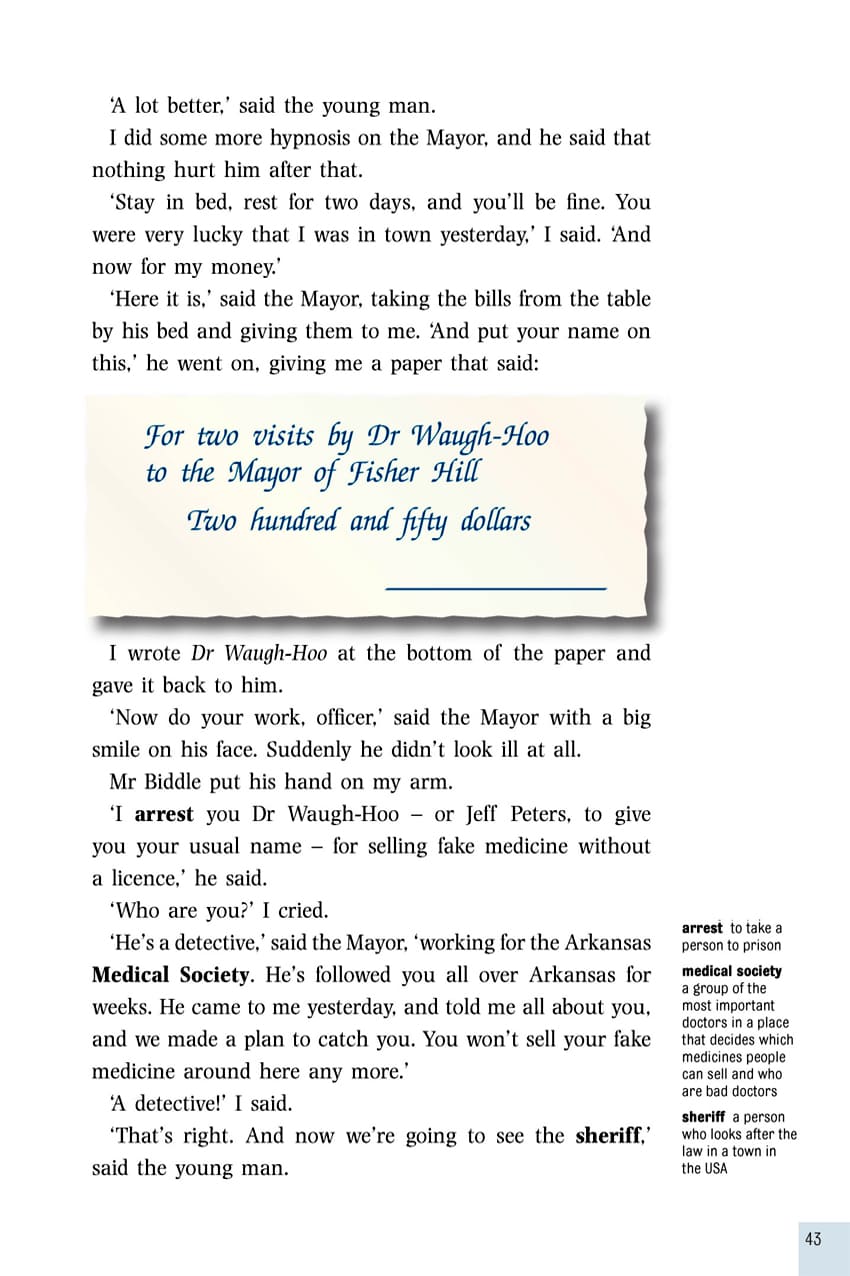 ‘A lot better,’ said the young man.
I did some more hypnosis on the Mayor, and he said that
nothing hurt him after that.
‘Stay in bed, rest for two days, and you’ll be fine. You
were very lucky that I was in town yesterday,’ I said. ‘And
now for my money.’
‘Here it is,’ said the Mayor, taking the bills from the table
by his bed and giving them to me. ‘And put your name on
this,’ he went on, giving me a paper that said:
For two visits by Dr Waugh-Hoo
to the Mayor of Fisher Hill
Two hundred and fifty dollars
I wrote Dr Waugh-Hoo at the bottom of the paper and
gave it back to him.
‘Now do your work, officer,’ said the Mayor with a big
smile on his face. Suddenly he didn’t look ill at all.
Mr Biddle put his hand on my arm.
‘I arrest you Dr Waugh-Hoo – or Jeff Peters, to give
you your usual name – for selling fake medicine without
a licence,’ he said.
‘Who are you?’ I cried.
‘He’s a detective,’ said the Mayor, ‘working for the Arkansas
Medical Society. He’s followed you all over Arkansas for
weeks. He came to me yesterday, and told me all about you,
and we made a plan to catch you. You won’t sell your fake
medicine around here any more.’
‘A detective!’ I said.
‘That’s right. And now we’re going to see the sheriff,’
said the young man.
arrest to take a
person to prison
medical society
a group of the
most important
doctors in a place
that decides which
medicines people
can sell and who
are bad doctors
sheriff a person
who looks after the
law in a town in
the USA
43